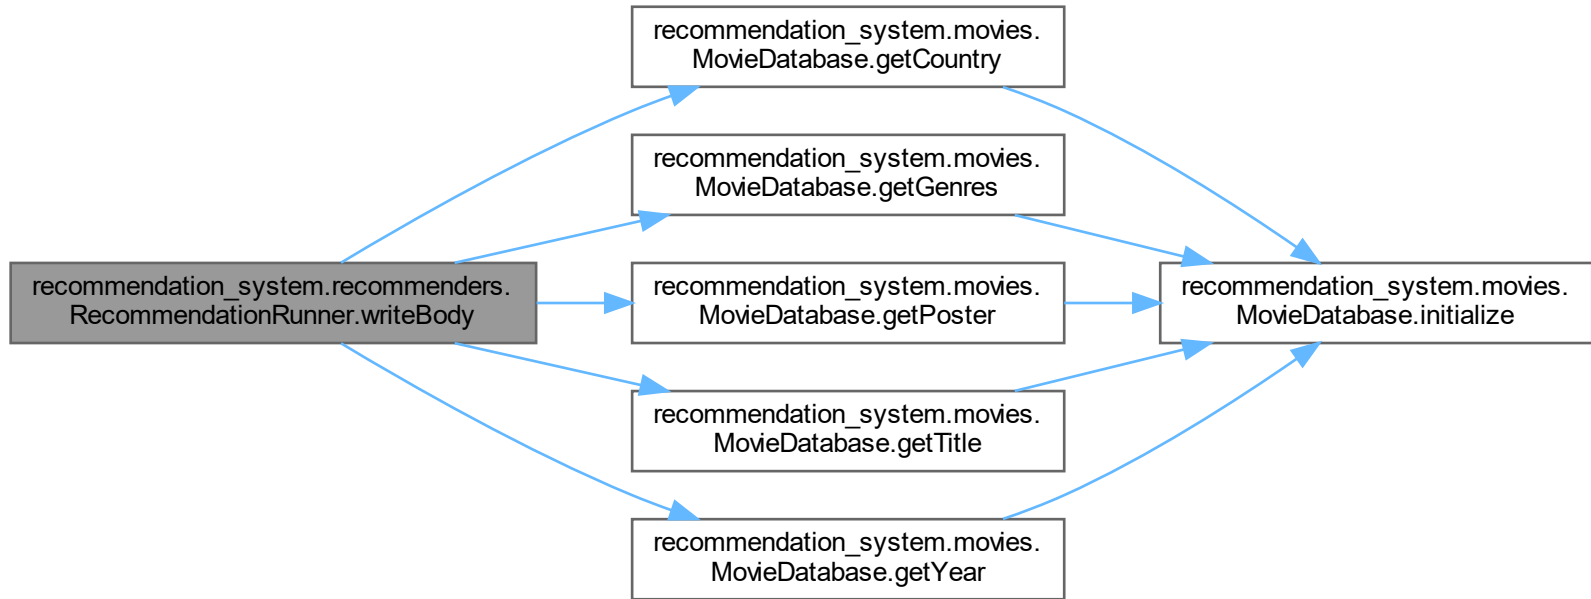 recommendation_system.movies.
MovieDatabase.getCountry
recommendation_system.movies.
MovieDatabase.getGenres
recommendation_system.recommenders.
RecommendationRunner.writeBody
recommendation_system.movies.
MovieDatabase.getPoster
recommendation_system.movies.
MovieDatabase.initialize
recommendation_system.movies.
MovieDatabase.getTitle
recommendation_system.movies.
MovieDatabase.getYear